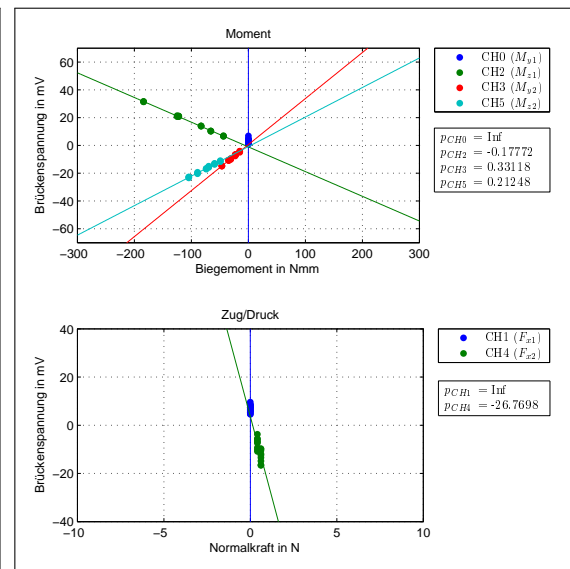 Moment
Brückenspannung in mV
60
40
20
0
−20
−40
−60
−300
−200
−100
0
100
200
300
Biegemoment in Nmm
CH0 (My1)
CH2 (Mz1)
CH3 (My2)
CH5 (Mz2)
pCH0 = Inf
pCH2 = -0.17772
pCH3 = 0.33118
pCH5 = 0.21248
Zug/Druck
Brückenspannung in mV
40
20
0
−20
−40
−10
−5
0
5
10
Normalkraft in N
CH1 (Fx1)
CH4 (Fx2)
pCH1 = Inf
pCH4 = -26.7698